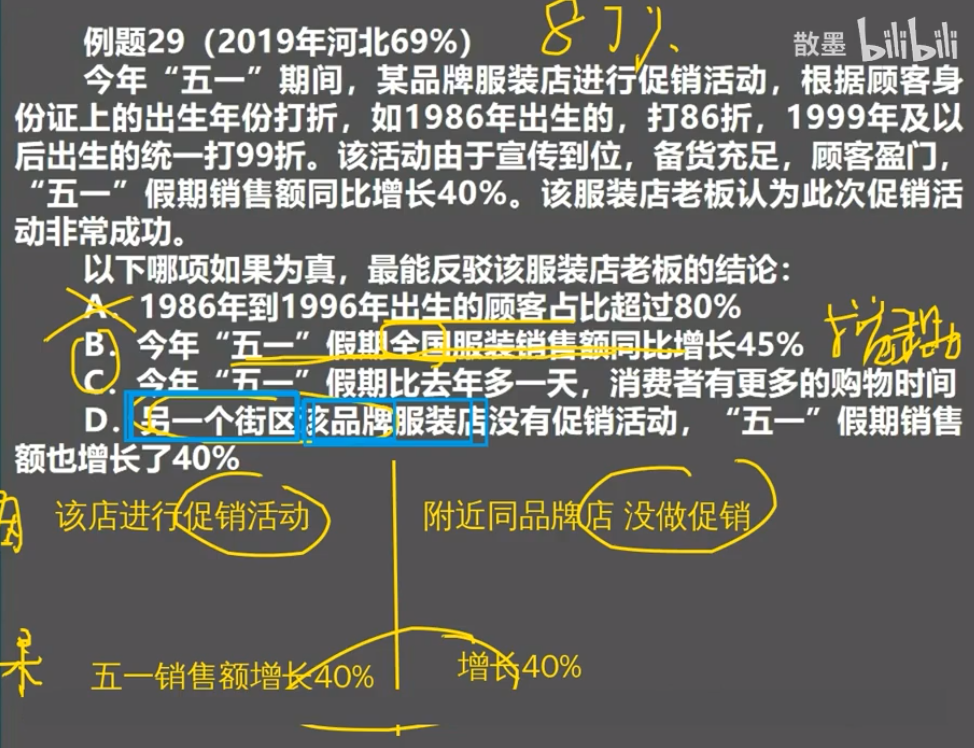 例题29（2019年河北69%）
散墨 bilibili
今年“五一”期间，某品牌服装店进行促销活动，根据顾客身
份证上的出生年份打折，如1986年出生的，打86折，1999年及以
后出生的统一打99折。该活动由于宣传到位，备货充足，顾客盈门，
“五一”假期销售额同比增长40%。该服装店老板认为此次促销活
动非常成功。
以下哪项如果为真，最能反驳该服装店老板的结论：
A. 1986年到1996年出生的顾客占比超过80%
B. 今年“五一”假期全国服装销售额同比增长45%
C. 今年“五一”假期比去年多一天，消费者有更多的购物时间
D. 另一个街区该品牌服装店没有促销活动，“五一”假期销售
额也增长了40%
因 该店进行促销活动 附近同品牌店 没做促销
果 五一销售额增长40% 增长40%